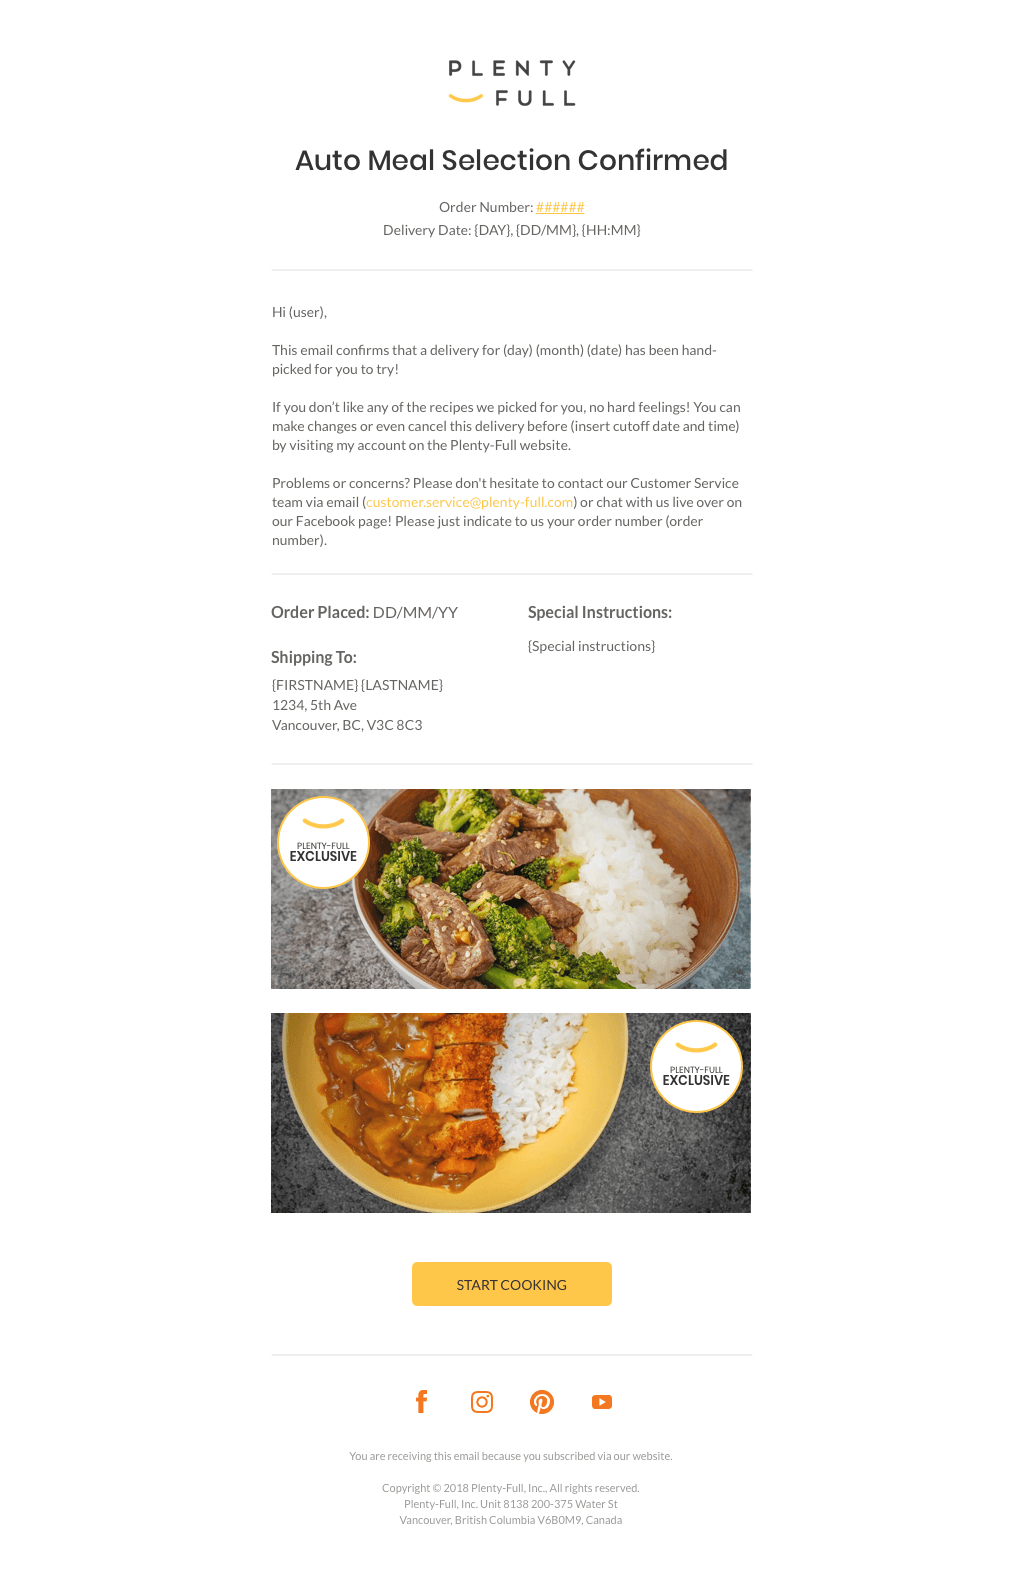 PLENTY
FULL
Auto Meal Selection Confirmed
Order Number: ######
Delivery Date: {DAY}, {DD/MM}, {HH:MM}
Hi (user),
This email confirms that a delivery for (day) (month) (date) has been hand-
picked for you to try!
If you don't like any of the recipes we picked for you, no hard feelings! You can
make changes or even cancel this delivery before (insert cutoff date and time)
by visiting my account on the Plenty-Full website.
Problems or concerns? Please don't hesitate to contact our Customer Service
team via email (customer.service@plenty-full.com) or chat with us live over on
our Facebook page! Please just indicate to us your order number (order
number).
Order Placed: DD/MM/YY
Shipping To:
{FIRSTNAME} {LASTNAME}
1234, 5th Ave
Vancouver, BC, V3C 8C3
Special Instructions:
{Special instructions}
PLENTY-FULL
EXCLUSIVE
PLENTY-FULL
EXCLUSIVE
START COOKING
You are receiving this email because you subscribed via our website.
Copyright © 2018 Plenty-Full, Inc., All rights reserved.
Plenty-Full, Inc. Unit 8138 200-375 Water St
Vancouver, British Columbia V6B0M9, Canada